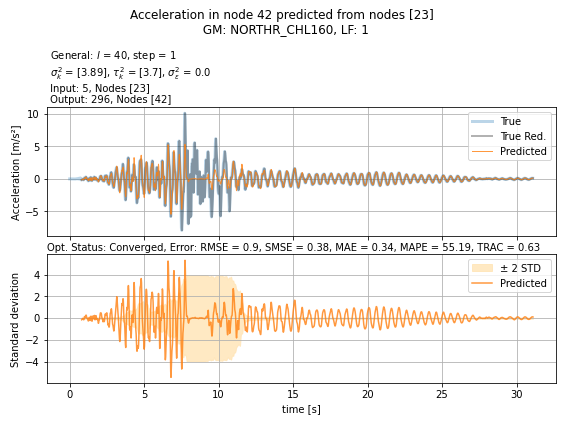 Acceleration in node 42 predicted from nodes [23]
GM: NORTHR_CHL160, LF: 1
General: l = 40, step = 1
σ²ₖ = [3.89], τ²ₖ = [3.7], σ²ε = 0.0
Input: 5, Nodes [23]
Output: 296, Nodes [42]
Acceleration [m/s²]
10
5
0
−5
True
True Red.
Predicted
Opt. Status: Converged, Error: RMSE = 0.9, SMSE = 0.38, MAE = 0.34, MAPE = 55.19, TRAC = 0.63
Standard deviation
4
2
0
−2
−4
± 2 STD
Predicted
0 5 10 15 20 25 30
time [s]